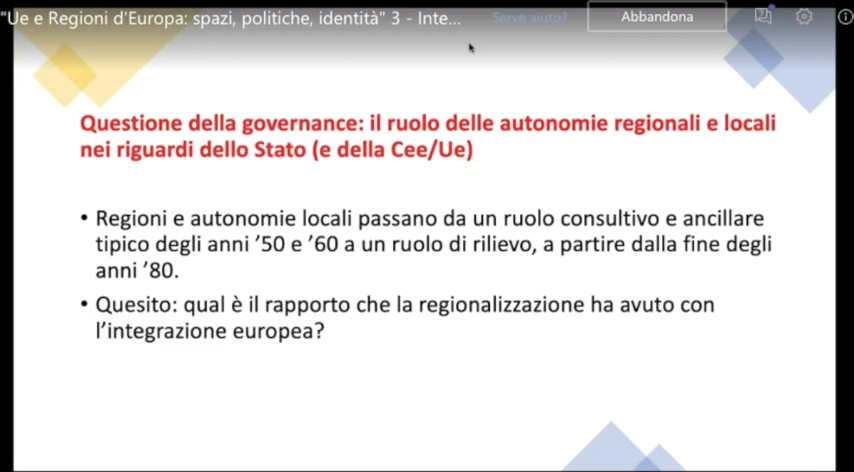 "Ue e Regioni d'Europa: spazi, politiche, identità" 3 - Inte...
Serve aiuto?
Abbandona
Questione della governance: il ruolo delle autonomie regionali e locali
nei riguardi dello Stato (e della Cee/Ue)
• Regioni e autonomie locali passano da un ruolo consultivo e ancillare
tipico degli anni ’50 e ’60 a un ruolo di rilievo, a partire dalla fine degli
anni ’80.
• Quesito: qual è il rapporto che la regionalizzazione ha avuto con
l’integrazione europea?